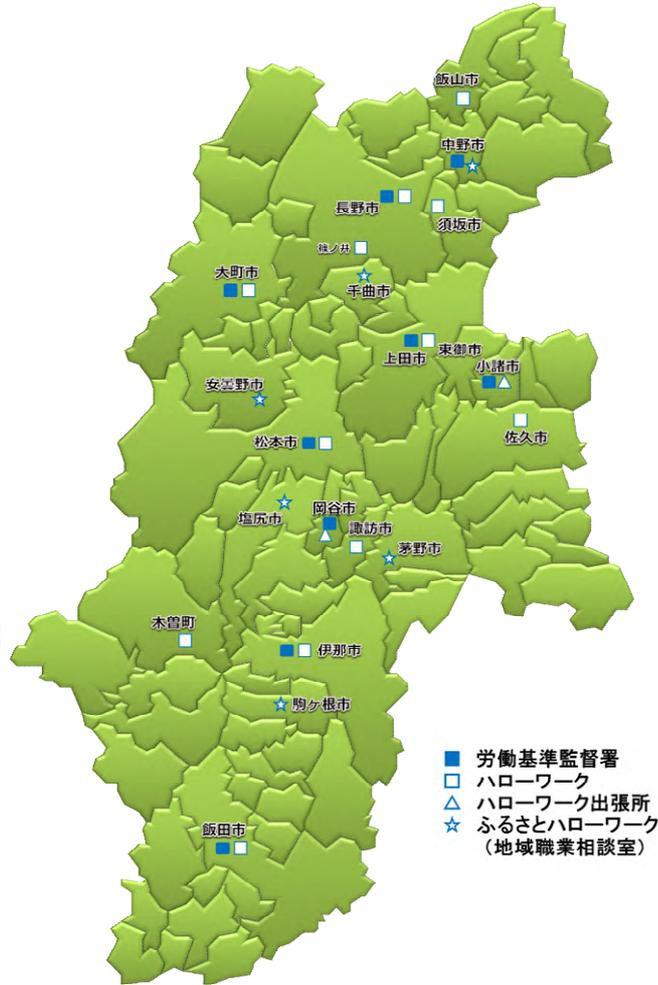 飯山市
中野市
長野市
須坂市
篠ノ井
大町市
千曲市
上田市
東御市
小諸市
安曇野市
佐久市
松本市
塩尻市
岡谷市
諏訪市
茅野市
木曽町
伊那市
駒ヶ根市
飯田市
労働基準監督署
ハローワーク
ハローワーク出張所
ふるさとハローワーク
（地域職業相談室）